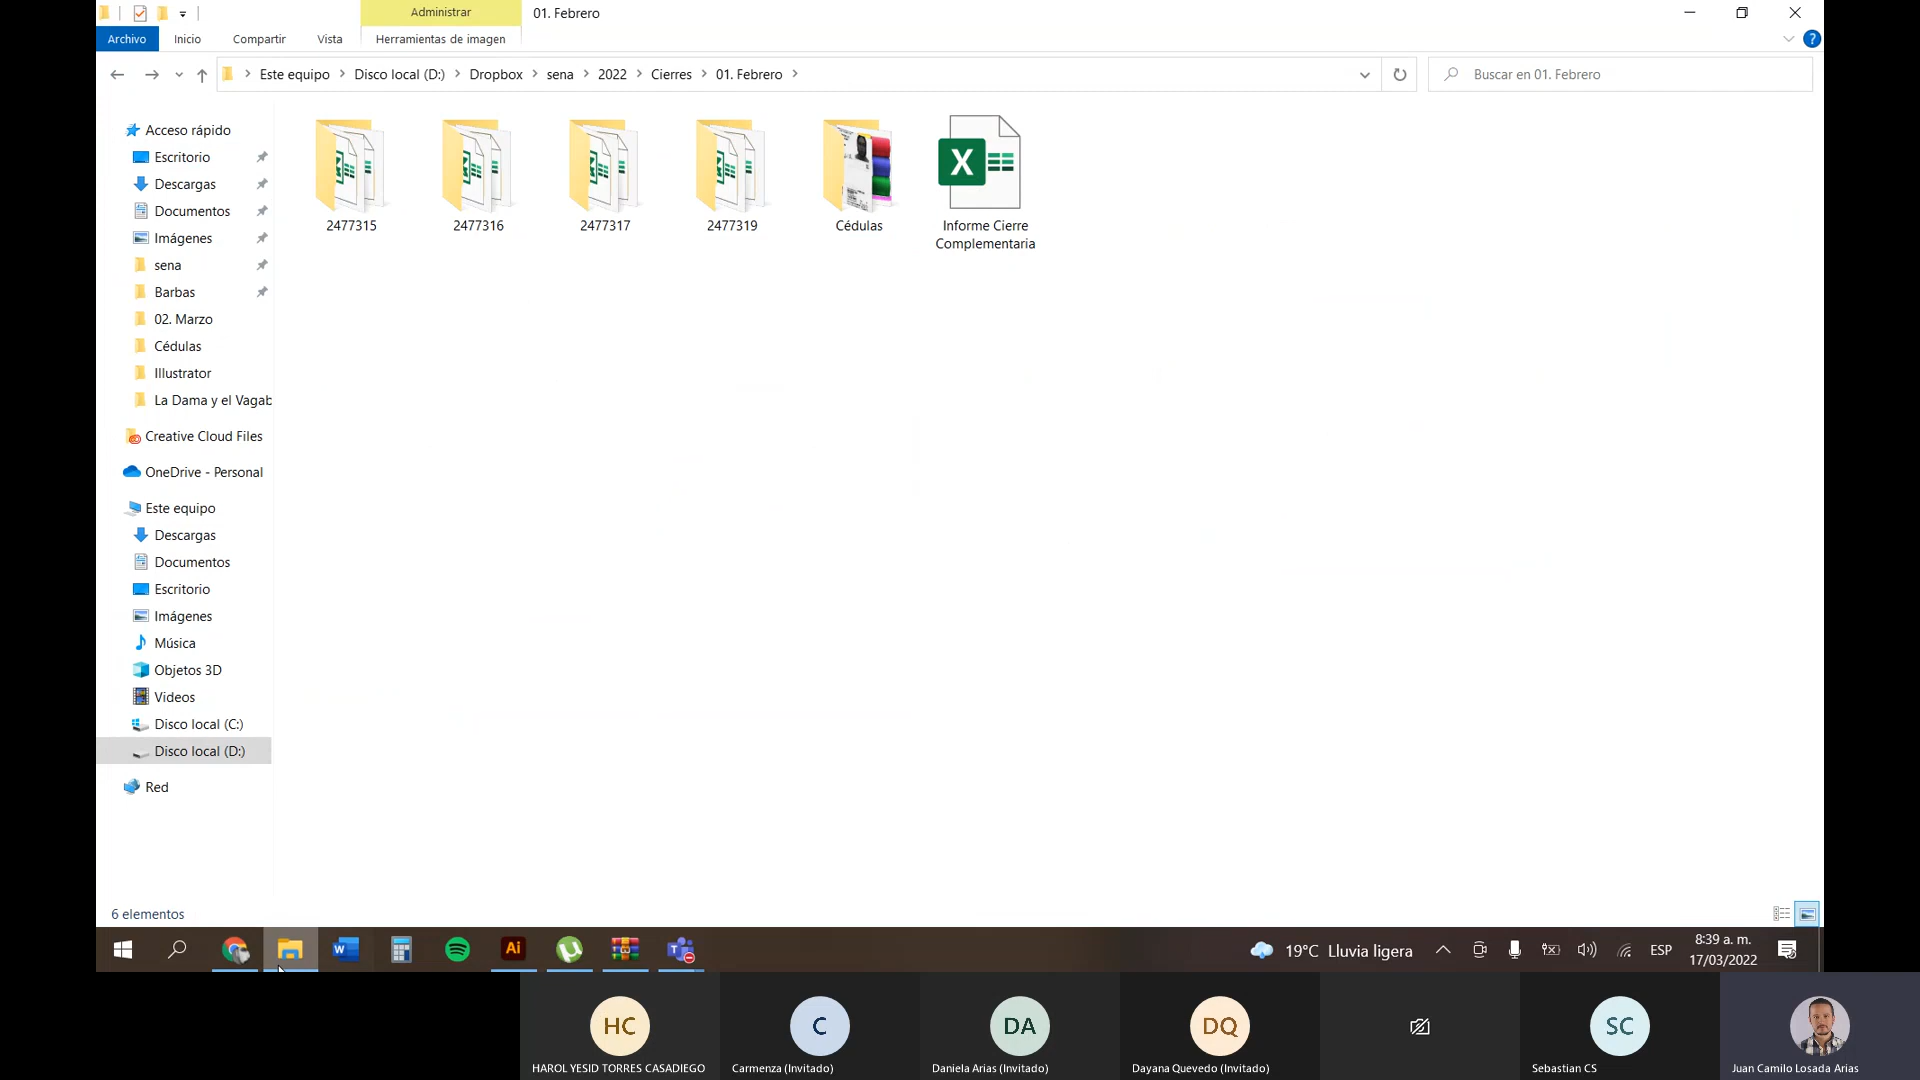 Administrar
01. Febrero
Archivo
Inicio
Compartir
Vista
Herramientas de imagen
?
Este equipo
Disco local (D:)
Dropbox
sena
2022
Cierres
01. Febrero
Buscar en 01. Febrero
Acceso rápido
Escritorio
Descargas
Documentos
Imágenes
sena
Barbas
02. Marzo
Cédulas
Illustrator
La Dama y el Vagab
Creative Cloud Files
OneDrive - Personal
Este equipo
Descargas
Documentos
Escritorio
Imágenes
Música
Objetos 3D
Videos
Disco local (C:)
Disco local (D:)
Red
2477315
2477316
2477317
2477319
Cédulas
X
Informe Cierre
Complementaria
6 elementos
W
Ai
T
19°C Lluvia ligera
ESP
8:39 a. m.
17/03/2022
HC
HAROL YESID TORRES CASADIEGO
C
Carmenza (Invitado)
DA
Daniela Arias (Invitado)
DQ
Dayana Quevedo (Invitado)
SC
Sebastian CS
Juan Camilo Losada Arias